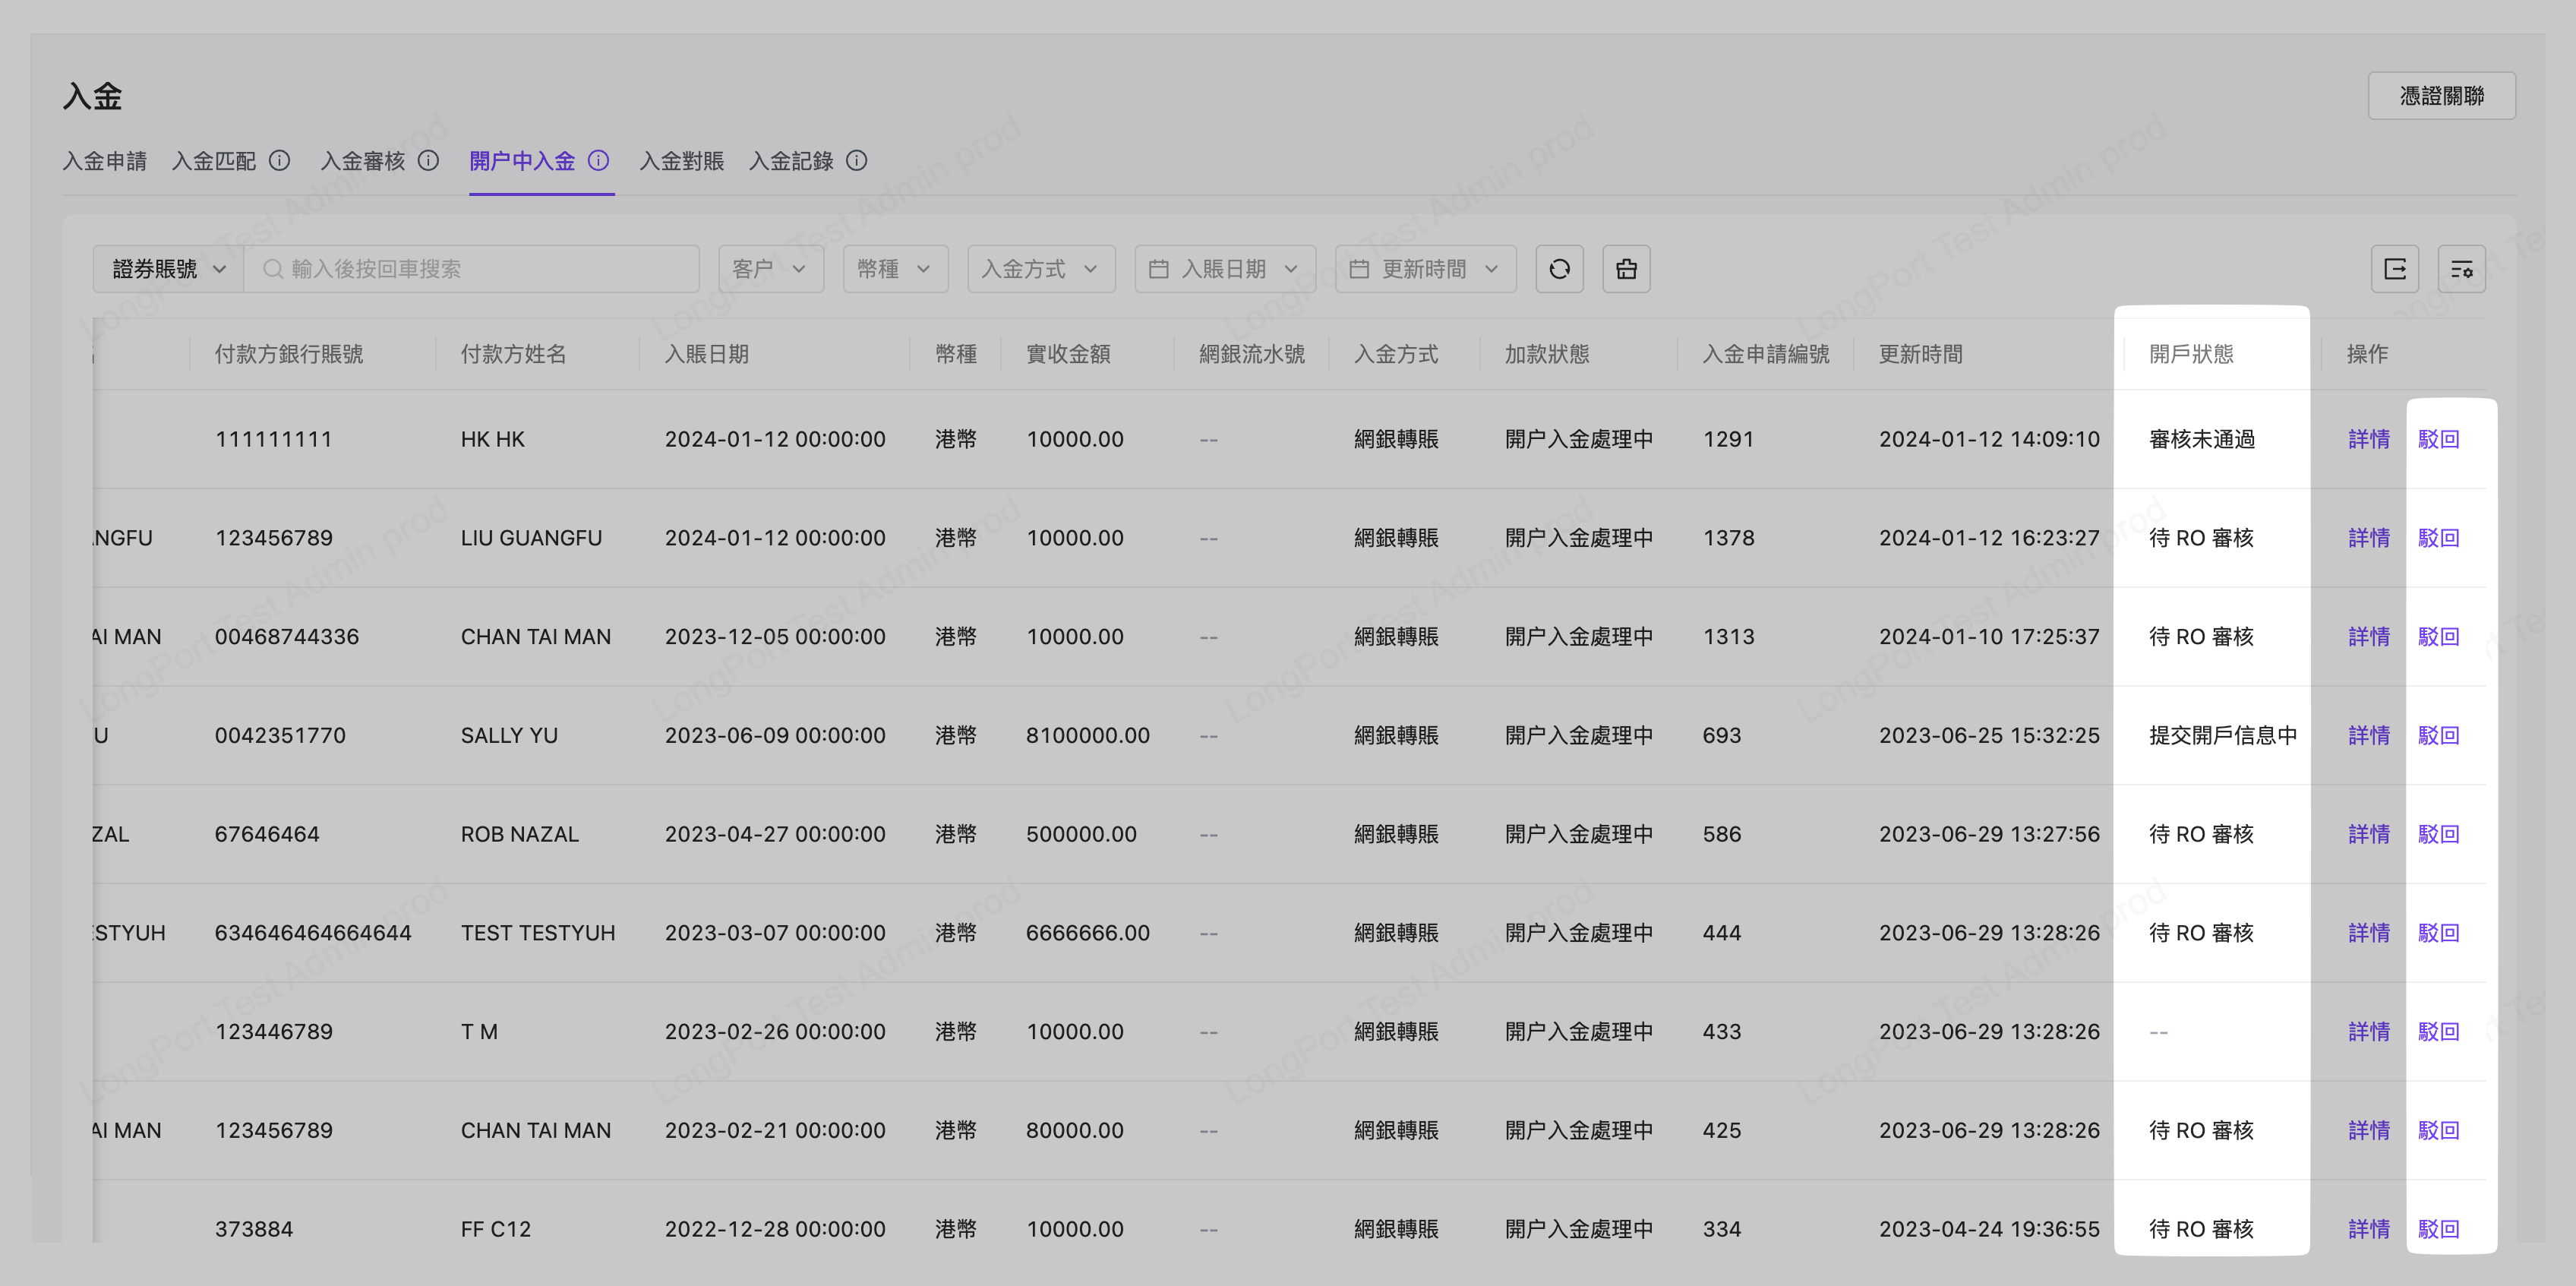 入金
憑證關聯
入金申請 入金匹配 入金審核 開户中入金 入金對賬 入金記錄
證券賬號 輸入後按回車搜索 客户 幣種 入金方式 入賬日期 更新時間
付款方銀行賬號 付款方姓名 入賬日期 幣種 實收金額 網銀流水號 入金方式 加款狀態 入金申請編號 更新時間 開戶狀態 操作
111111111 HK HK 2024-01-12 00:00:00 港幣 10000.00 -- 網銀轉賬 開户入金處理中 1291 2024-01-12 14:09:10 審核未通過 詳情 駁回
ANGFU 123456789 LIU GUANGFU 2024-01-12 00:00:00 港幣 10000.00 -- 網銀轉賬 開户入金處理中 1378 2024-01-12 16:23:27 待 RO 審核 詳情 駁回
AI MAN 00468744336 CHAN TAI MAN 2023-12-05 00:00:00 港幣 10000.00 -- 網銀轉賬 開户入金處理中 1313 2024-01-10 17:25:37 待 RO 審核 詳情 駁回
U 0042351770 SALLY YU 2023-06-09 00:00:00 港幣 8100000.00 -- 網銀轉賬 開户入金處理中 693 2023-06-25 15:32:25 提交開戶信息中 詳情 駁回
ZAL 67646464 ROB NAZAL 2023-04-27 00:00:00 港幣 500000.00 -- 網銀轉賬 開户入金處理中 586 2023-06-29 13:27:56 待 RO 審核 詳情 駁回
ESTYUH 634646464664644 TEST TESTYUH 2023-03-07 00:00:00 港幣 6666666.00 -- 網銀轉賬 開户入金處理中 444 2023-06-29 13:28:26 待 RO 審核 詳情 駁回
123446789 T M 2023-02-26 00:00:00 港幣 10000.00 -- 網銀轉賬 開户入金處理中 433 2023-06-29 13:28:26 -- 詳情 駁回
AI MAN 123456789 CHAN TAI MAN 2023-02-21 00:00:00 港幣 80000.00 -- 網銀轉賬 開户入金處理中 425 2023-06-29 13:28:26 待 RO 審核 詳情 駁回
373884 FF C12 2022-12-28 00:00:00 港幣 10000.00 -- 網銀轉賬 開户入金處理中 334 2023-04-24 19:36:55 待 RO 審核 詳情 駁回
LongPort Test Admin prod